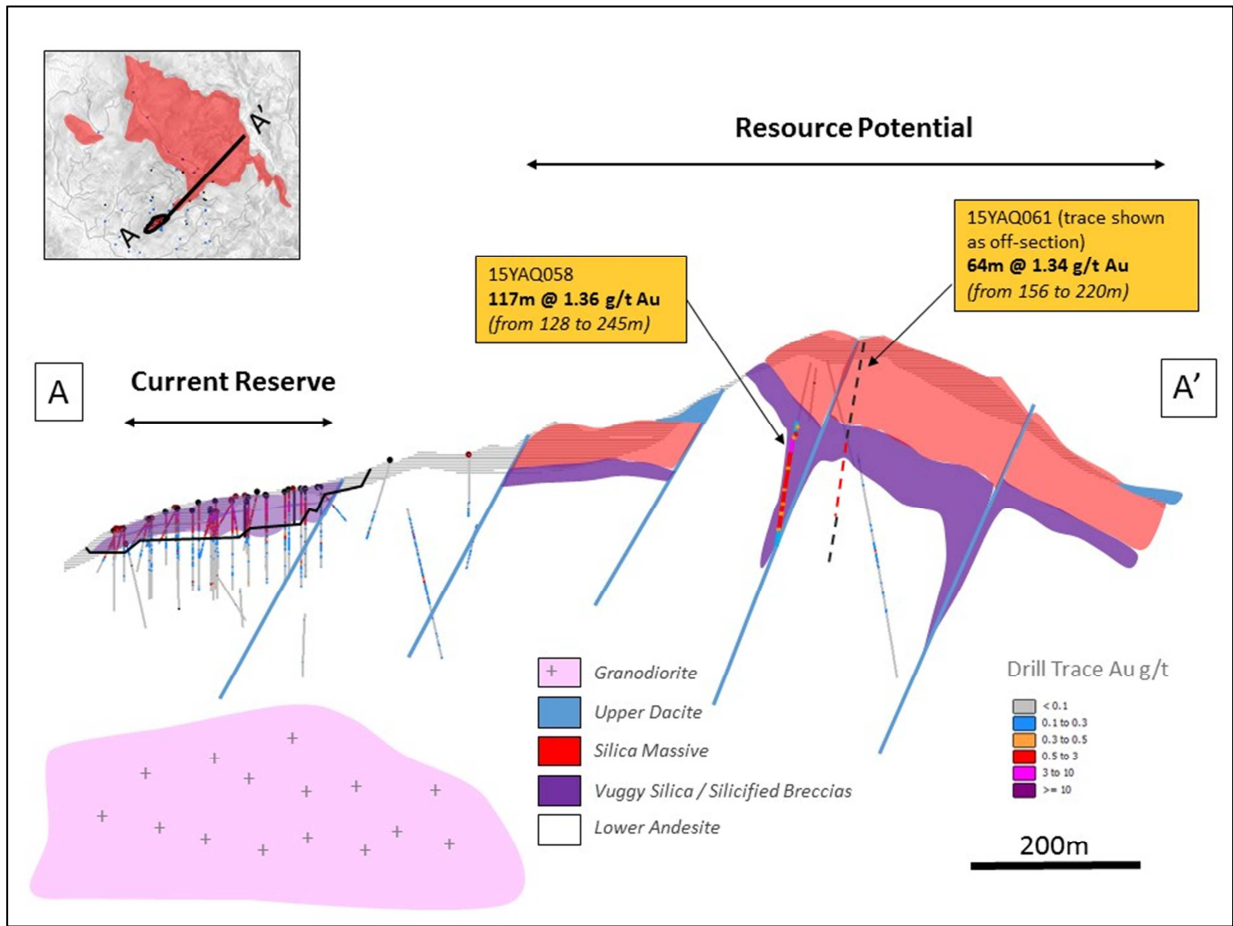 A
A'
Resource Potential
15YAQ061 (trace shown
as off-section)
64m @ 1.34 g/t Au
(from 156 to 220m)
15YAQ058
117m @ 1.36 g/t Au
(from 128 to 245m)
A
Current Reserve
A'
Granodiorite
Upper Dacite
Silica Massive
Vuggy Silica / Silicified Breccias
Lower Andesite
Drill Trace Au g/t
< 0.1
0.1 to 0.3
0.3 to 0.5
0.5 to 3
3 to 10
>= 10
200m